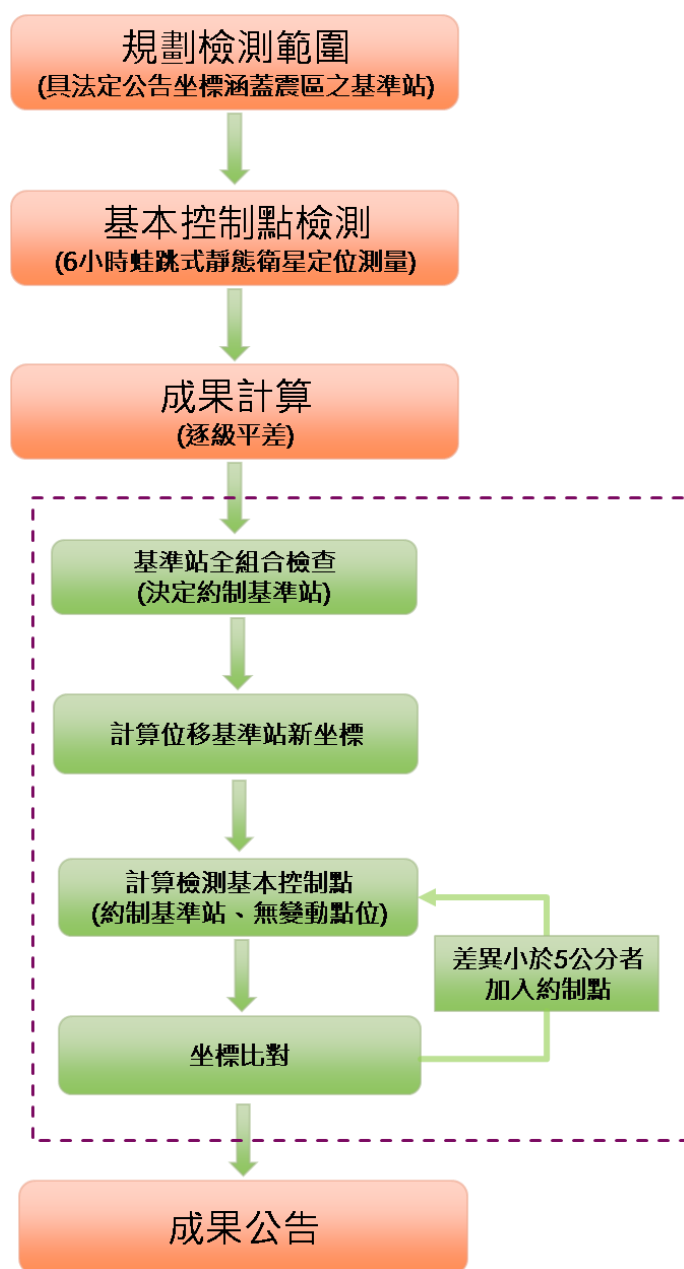 規劃檢測範圍
(具法定公告坐標涵蓋震區之基準站)
基本控制點檢測
(6小時蛙跳式靜態衛星定位測量)
成果計算
(逐級平差)
基準站全組合檢查
(決定約制基準站)
計算位移基準站新坐標
計算檢測基本控制點
(約制基準站、無變動點位)
差異小於5公分者
加入約制點
坐標比對
成果公告